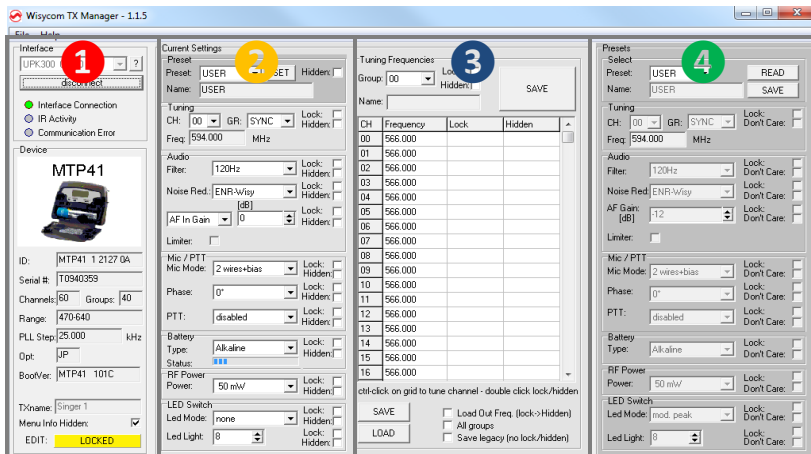 Wisycom TX Manager - 1.1.5
File Help
Interface
UPK300
?
disconnect
Interface Connection
IR Activity
Communication Error
Device
MTP41
ID: MTP41 1 2127 0A
Serial #: T0940359
Channels: 60 Groups: 40
Range: 470-640
PLL Step: 25.000 kHz
Opt: JP
BootVer: MTP41 101C
TXname: Singer 1
Menu Info Hidden:
EDIT: LOCKED
1
Current Settings
Preset
Preset: USER Hidden:
Name: USER
2
Tuning
CH: 00 GR: SYNC Lock:
Hidden:
Freq: 594.000 MHz
Audio
Filter: 120Hz Lock:
Hidden:
Noise Red.: ENR-Wisy Lock:
Hidden:
[dB]
AF In Gain 0 Lock:
Hidden:
Limiter:
Mic / PTT
Mic Mode: 2 wires+bias Lock:
Hidden:
Phase: 0° Lock:
Hidden:
PTT: disabled Lock:
Hidden:
Battery
Type: Alkaline Lock:
Hidden:
Status:
RF Power
Power: 50 mW Lock:
Hidden:
LED Switch
Led Mode: none Lock:
Hidden:
Led Light: 8 Lock:
Hidden:
3
Tuning Frequencies
Group: 00 Hidden: SAVE
Name:
CH Frequency Lock Hidden
00 566.000
01 566.000
02 566.000
03 566.000
04 566.000
05 566.000
06 566.000
07 566.000
08 566.000
09 566.000
10 566.000
11 566.000
12 566.000
13 566.000
14 566.000
15 566.000
16 566.000
ctrl-click on grid to tune channel - double click lock/hidden
SAVE
LOAD
Load Out Freq. (lock->Hidden)
All groups
Save legacy (no lock/hidden)
4
Presets
Select
Preset: USER READ
Name: USER SAVE
Tuning
CH: 00 GR: SYNC Lock:
Don't Care:
Freq: 594.000 MHz
Audio
Filter: 120Hz Lock:
Don't Care:
Noise Red: ENR-Wisy Lock:
Don't Care:
AF Gain: -12 Lock:
[dB] Don't Care:
Limiter:
Mic / PTT
Mic Mode: 2 wires+bias Lock:
Don't Care:
Phase: 0° Lock:
Don't Care:
PTT: disabled Lock:
Don't Care:
Battery
Type: Alkaline Lock:
Don't Care:
RF Power
Power: 50 mW Lock:
Don't Care:
LED Switch
Led Mode: mod. peak Lock:
Don't Care:
Led Light: 8 Lock:
Don't Care: